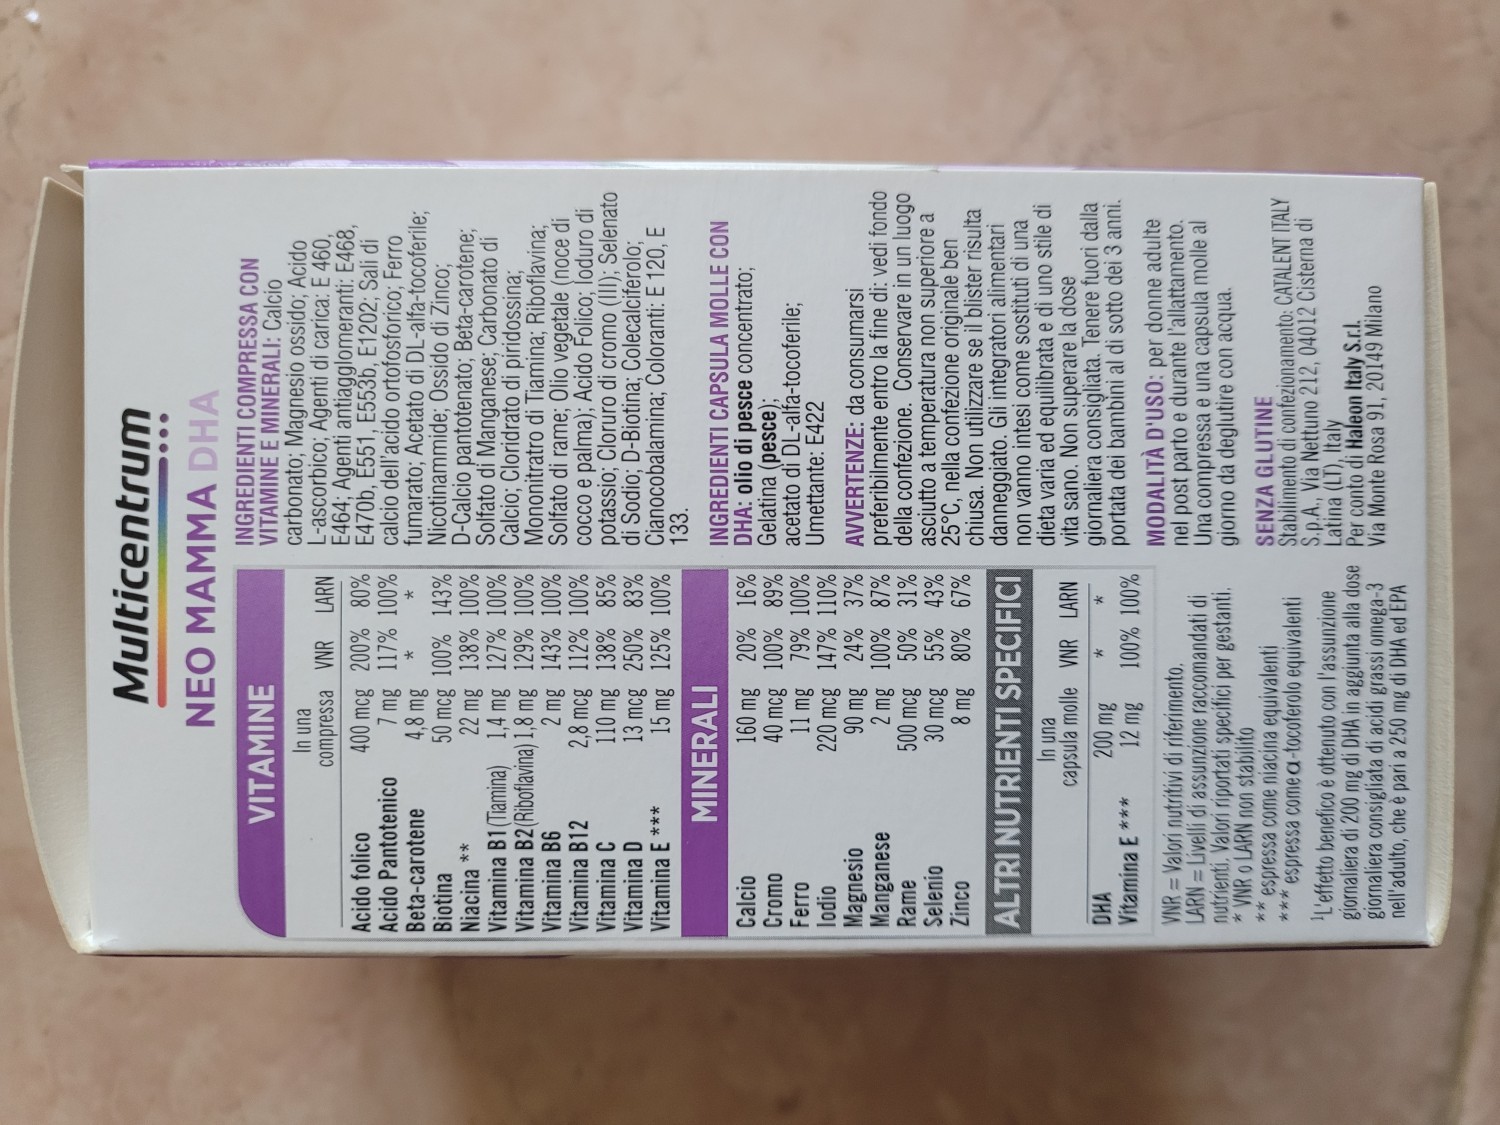 Multicentrum
NEO MAMMA DHA
VITAMINE
In una
compressa VNR LARN
Acido folico 400 mcg 200% 80%
Acido Pantotenico 7 mg 117% 100%
Beta-carotene 4,8 mg * *
Biotina 50 mcg 100% 143%
Niacina ** 22 mg 138% 100%
Vitamina B1 (Tiamina) 1,4 mg 127% 100%
Vitamina B2 (Riboflavina) 1,8 mg 129% 100%
Vitamina B6 2 mg 143% 100%
Vitamina B12 2,8 mcg 112% 100%
Vitamina C 110 mg 138% 85%
Vitamina D 13 mcg 250% 83%
Vitamina E *** 15 mg 125% 100%
MINERALI
Calcio 160 mg 20% 16%
Cromo 40 mcg 100% 89%
Ferro 11 mg 79% 100%
Iodio 220 mcg 147% 110%
Magnesio 90 mg 24% 37%
Manganese 2 mg 100% 87%
Rame 500 mcg 50% 31%
Selenio 30 mcg 55% 43%
Zinco 8 mg 80% 67%
ALTRI NUTRIENTI SPECIFICI
In una
capsula molle VNR LARN
DHA 200 mg * *
Vitamina E *** 12 mg 100% 100%
VNR = Valori nutritivi di riferimento.
LARN = Livelli di assunzione raccomandati di
nutrienti. Valori riportati specifici per gestanti.
* VNR O LARN non stabilito
** espressa come niacina equivalenti
*** espressa come α-tocoferolo equivalenti
¹L'effetto benefico è ottenuto con l'assunzione
giornaliera di 200 mg di DHA in aggiunta alla dose
giornaliera consigliata di acidi grassi omega-3
nell'adulto, che è pari a 250 mg di DHA ed EPA
INGREDIENTI COMPRESSA CON
VITAMINE E MINERALI: Calcio
carbonato; Magnesio ossido; Acido
L-ascorbico; Agenti di carica: E 460,
E464; Agenti antiagglomeranti: E468,
E470b, E551, E553b, E1202; Sali di
calcio dell'acido ortofosforico; Ferro
fumarato; Acetato di DL-alfa-tocoferile;
Nicotinammide; Ossido di Zinco;
D-Calcio pantotenato; Beta-carotene;
Solfato di Manganese; Carbonato di
Calcio; Cloridrato di piridossina;
Mononitrato di Tiamina; Riboflavina;
Solfato di rame; Olio vegetale (noce di
cocco e palma); Acido Folico; Ioduro di
potassio; Cloruro di cromo (III); Selenato
di Sodio; D-Biotina; Colecalciferolo;
Cianocobalamina; Coloranti: E 120, E
133.
INGREDIENTI CAPSULA MOLLE CON
DHA: olio di pesce concentrato;
Gelatina (pesce);
acetato di DL-alfa-tocoferile;
Umettante: E422
AVVERTENZE: da consumarsi
preferibilmente entro la fine di: vedi fondo
della confezione. Conservare in un luogo
asciutto a temperatura non superiore a
25°C, nella confezione originale ben
chiusa. Non utilizzare se il blister risulta
danneggiato. Gli integratori alimentari
non vanno intesi come sostituti di una
dieta varia ed equilibrata e di uno stile di
vita sano. Non superare la dose
giornaliera consigliata. Tenere fuori dalla
portata dei bambini al di sotto dei 3 anni.
MODALITÀ D'USO: per donne adulte
nel post parto e durante l'allattamento.
Una compressa e una capsula molle al
giorno da deglutire con acqua.
SENZA GLUTINE
Stabilimento di confezionamento: CATALENT ITALY
S.p.A., Via Nettuno 212, 04012 Cisterna di
Latina (LT), Italy
Per conto di Haleon Italy S.r.l.
Via Monte Rosa 91, 20149 Milano